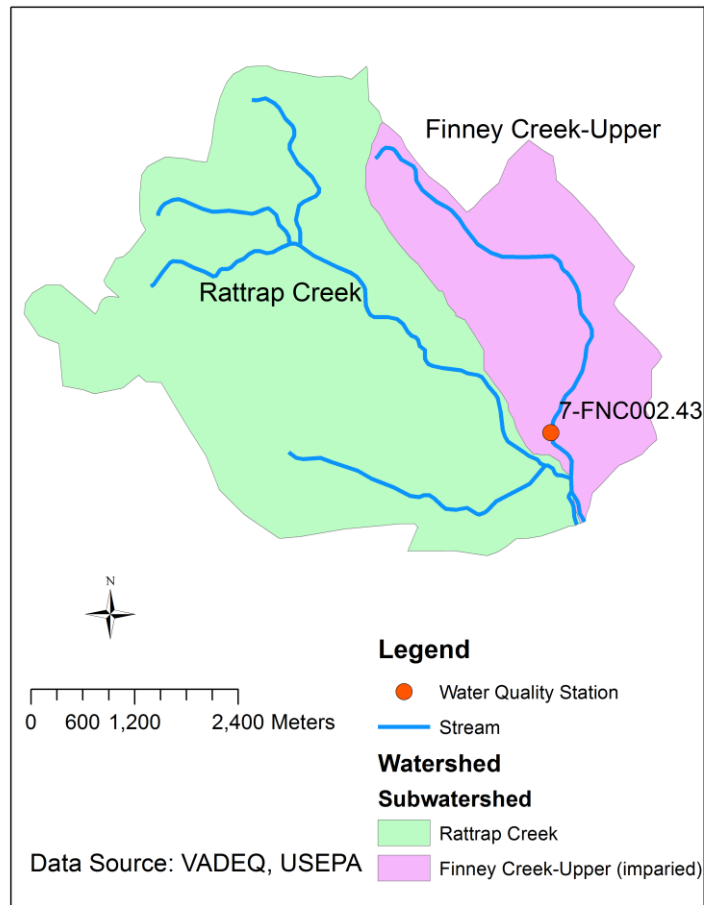 Finney Creek-Upper
Rattrap Creek
7-FNC002.43
N
0 600 1,200 2,400 Meters
Legend
Water Quality Station
Stream
Watershed
Subwatershed
Rattrap Creek
Finney Creek-Upper (imparied)
Data Source: VADEQ, USEPA